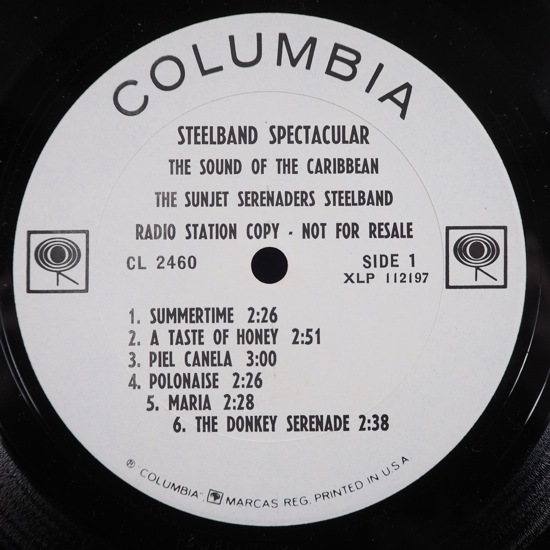 COLUMBIA
STEELBAND SPECTACULAR
THE SOUND OF THE CARIBBEAN
THE SUNJET SERENADERS STEELBAND
RADIO STATION COPY - NOT FOR RESALE
CL 2460
SIDE 1
XLP 112197
1. SUMMERTIME 2:26
2. A TASTE OF HONEY 2:51
3. PIEL CANELA 3:00
4. POLONAISE 2:26
5. MARIA 2:28
6. THE DONKEY SERENADE 2:38
® "COLUMBIA", MARCAS REG. PRINTED IN U.S.A.